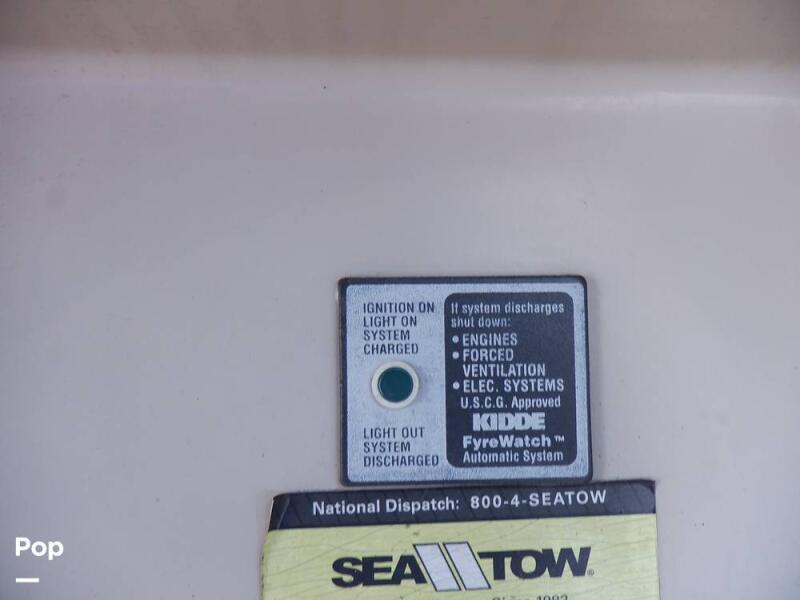 IGNITION ON
LIGHT ON
SYSTEM
CHARGED
LIGHT OUT
SYSTEM
DISCHARGED
If system discharges
shut down:
• ENGINES
• FORCED
VENTILATION
• ELEC. SYSTEMS
U.S.C.G. Approved
KIDDE
FyreWatch™
Automatic System
National Dispatch: 800-4-SEATOW
SEA TOW®
Pop